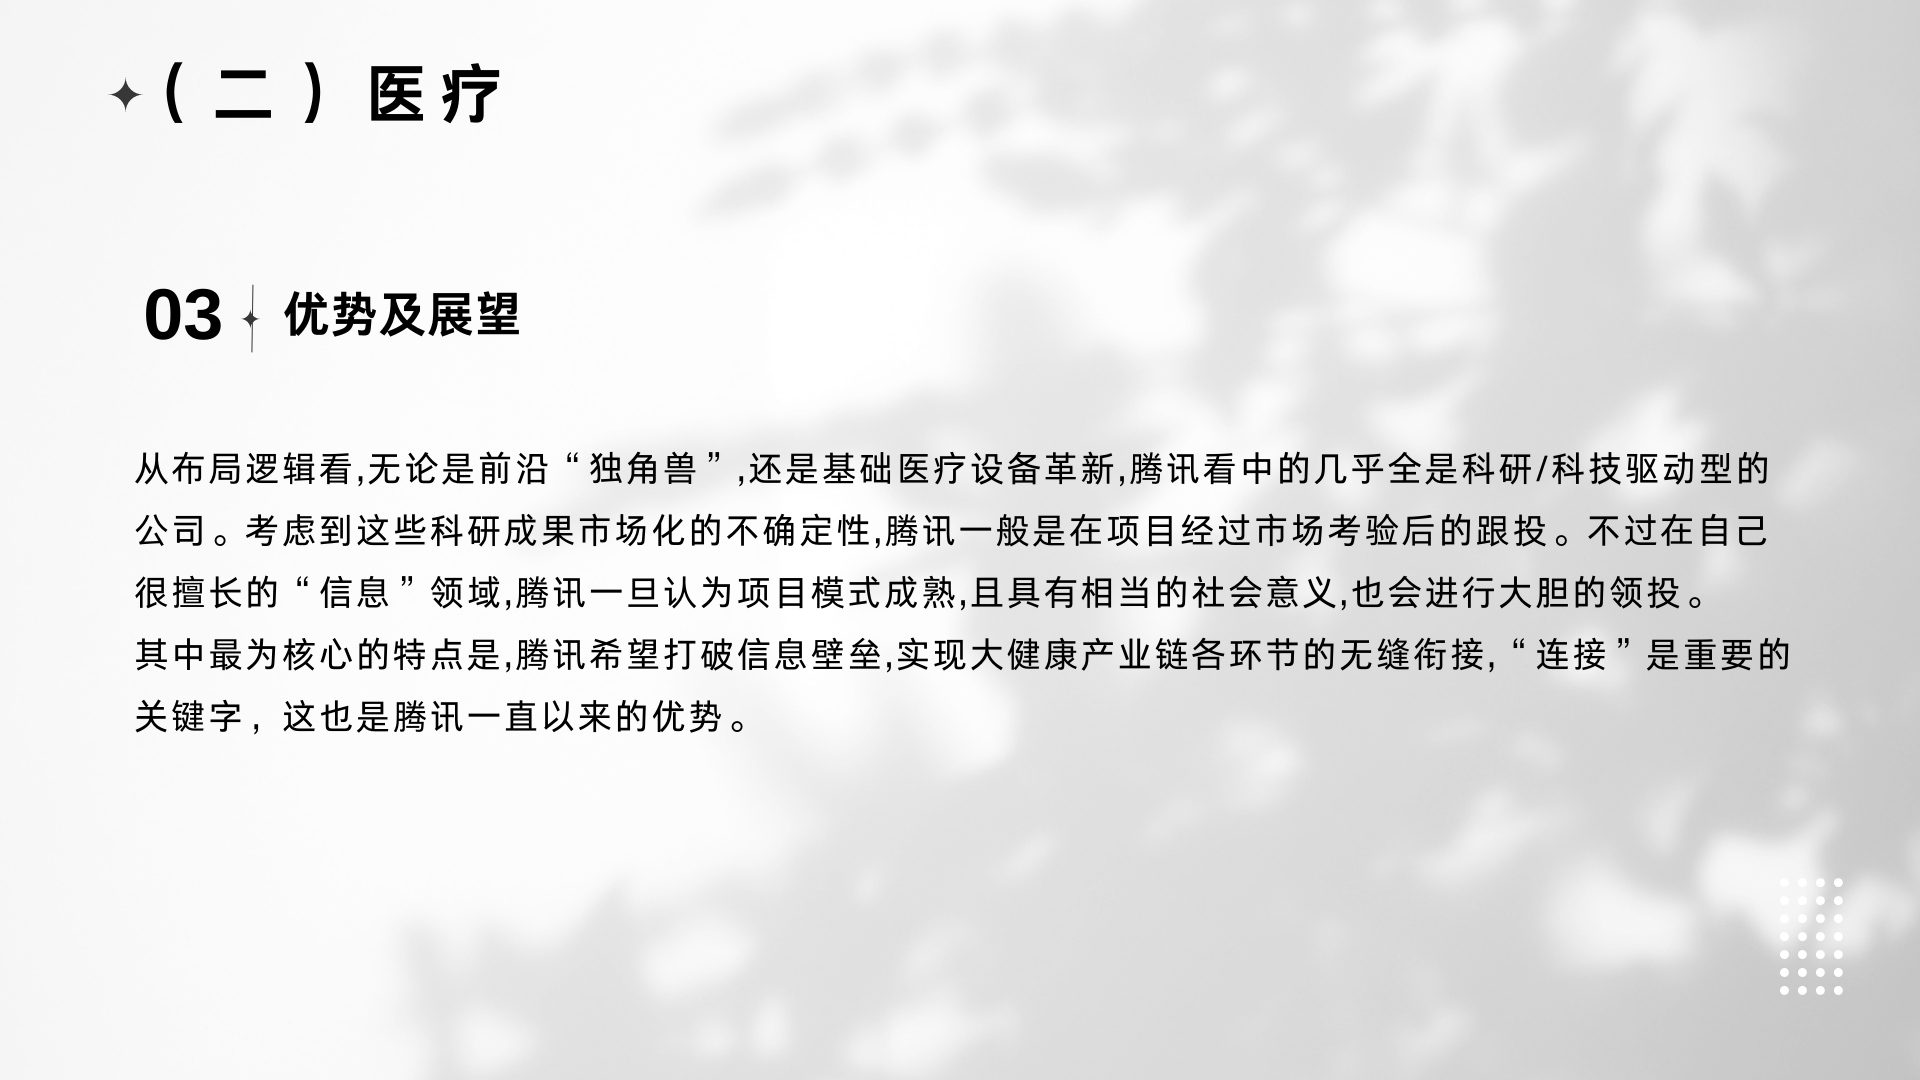 （二）医疗
03 优势及展望
从布局逻辑看,无论是前沿“独角兽”,还是基础医疗设备革新,腾讯看中的几乎全是科研/科技驱动型的
公司。考虑到这些科研成果市场化的不确定性,腾讯一般是在项目经过市场考验后的跟投。不过在自己
很擅长的“信息”领域,腾讯一旦认为项目模式成熟,且具有相当的社会意义,也会进行大胆的领投。
其中最为核心的特点是,腾讯希望打破信息壁垒,实现大健康产业链各环节的无缝衔接,“连接”是重要的
关键字，这也是腾讯一直以来的优势。